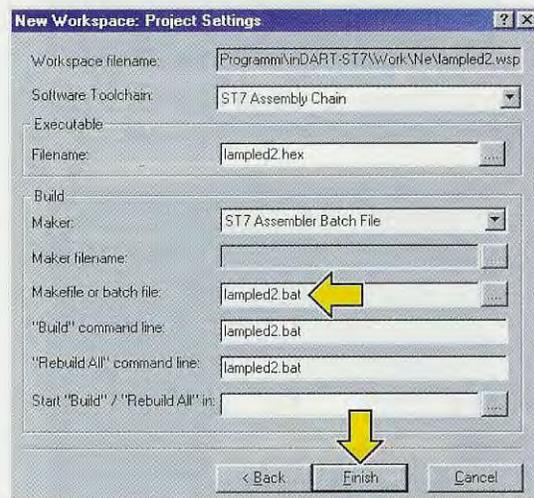 New Workspace: Project Settings
Workspace filename: Programmi\inDART-ST7\Work\Ne\lampled2.wsp
Software Toolchain: ST7 Assembly Chain
Executable
Filename: lampled2.hex ....
Build
Maker: ST7 Assembler Batch File
Maker filename: ....
Makefile or batch file: lampled2.bat ....
"Build" command line: lampled2.bat
"Rebuild All" command line: lampled2.bat
Start "Build" / "Rebuild All" in: ....
< Back Finish Cancel